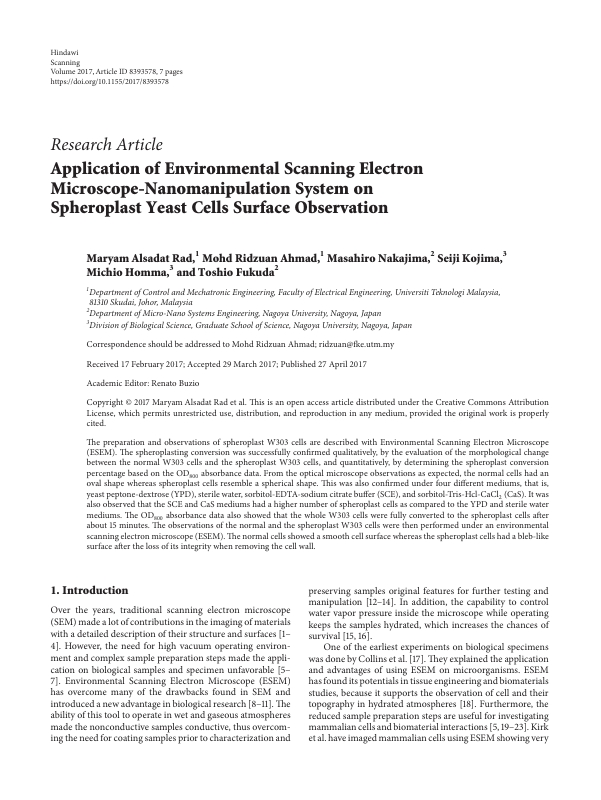 Hindawi
Scanning
Volume 2017, Article ID 8393578, 7 pages
https://doi.org/10.1155/2017/8393578
Research Article
Application of Environmental Scanning Electron
Microscope-Nanomanipulation System on
Spheroplast Yeast Cells Surface Observation
Maryam Alsadat Rad,1 Mohd Ridzuan Ahmad,1 Masahiro Nakajima,2 Seiji Kojima,3
Michio Homma,3 and Toshio Fukuda2
1Department of Control and Mechatronic Engineering, Faculty of Electrical Engineering, Universiti Teknologi Malaysia,
81310 Skudai, Johor, Malaysia
2Department of Micro-Nano Systems Engineering, Nagoya University, Nagoya, Japan
3Division of Biological Science, Graduate School of Science, Nagoya University, Nagoya, Japan
Correspondence should be addressed to Mohd Ridzuan Ahmad; ridzuan@fke.utm.my
Received 17 February 2017; Accepted 29 March 2017; Published 27 April 2017
Academic Editor: Renato Buzio
Copyright © 2017 Maryam Alsadat Rad et al. This is an open access article distributed under the Creative Commons Attribution
License, which permits unrestricted use, distribution, and reproduction in any medium, provided the original work is properly
cited.
The preparation and observations of spheroplast W303 cells are described with Environmental Scanning Electron Microscope
(ESEM). The spheroplasting conversion was successfully confirmed qualitatively, by the evaluation of the morphological change
between the normal W303 cells and the spheroplast W303 cells, and quantitatively, by determining the spheroplast conversion
percentage based on the OD800 absorbance data. From the optical microscope observations as expected, the normal cells had an
oval shape whereas spheroplast cells resemble a spherical shape. This was also confirmed under four different mediums, that is,
yeast peptone-dextrose (YPD), sterile water, sorbitol-EDTA-sodium citrate buffer (SCE), and sorbitol-Tris-Hcl-CaCl2 (CaS). It was
also observed that the SCE and CaS mediums had a higher number of spheroplast cells as compared to the YPD and sterile water
mediums. The OD800 absorbance data also showed that the whole W303 cells were fully converted to the spheroplast cells after
about 15 minutes. The observations of the normal and the spheroplast W303 cells were then performed under an environmental
scanning electron microscope (ESEM). The normal cells showed a smooth cell surface whereas the spheroplast cells had a bleb-like
surface after the loss of its integrity when removing the cell wall.
1. Introduction
Over the years, traditional scanning electron microscope
(SEM) made a lot of contributions in the imaging of materials
with a detailed description of their structure and surfaces [1–
4]. However, the need for high vacuum operating environ-
ment and complex sample preparation steps made the appli-
cation on biological samples and specimen unfavorable [5–
7]. Environmental Scanning Electron Microscope (ESEM)
has overcome many of the drawbacks found in SEM and
introduced a new advantage in biological research [8–11]. The
ability of this tool to operate in wet and gaseous atmospheres
made the nonconductive samples conductive, thus overcom-
ing the need for coating samples prior to characterization and
preserving samples original features for further testing and
manipulation [12–14]. In addition, the capability to control
water vapor pressure inside the microscope while operating
keeps the samples hydrated, which increases the chances of
survival [15, 16].
One of the earliest experiments on biological specimens
was done by Collins et al. [17]. They explained the application
and advantages of using ESEM on microorganisms. ESEM
has found its potentials in tissue engineering and biomaterials
studies, because it supports the observation of cell and their
topography in hydrated atmospheres [18]. Furthermore, the
reduced sample preparation steps are useful for investigating
mammalian cells and biomaterial interactions [5, 19–23]. Kirk
et al. have imaged mammalian cells using ESEM showing very